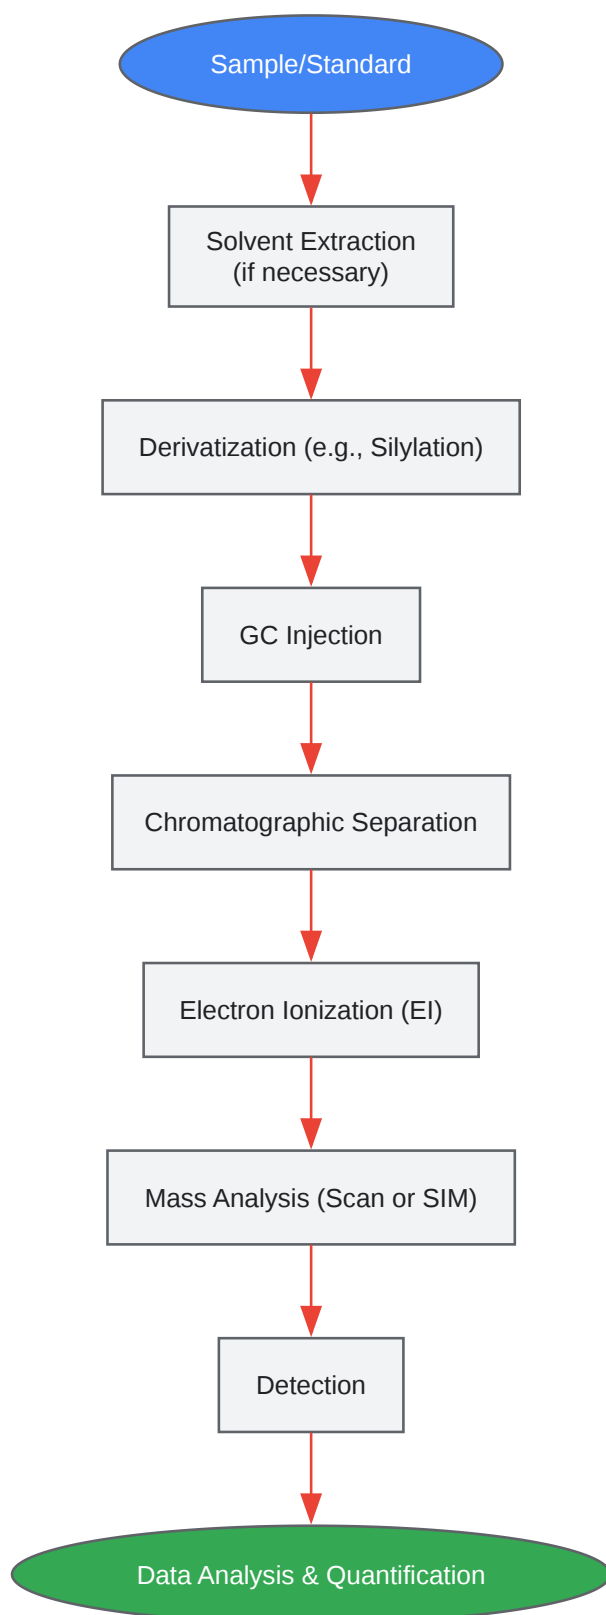 Sample/Standard
Solvent Extraction
(if necessary)
Derivatization (e.g., Silylation)
GC Injection
Chromatographic Separation
Electron Ionization (EI)
Mass Analysis (Scan or SIM)
Detection
Data Analysis & Quantification